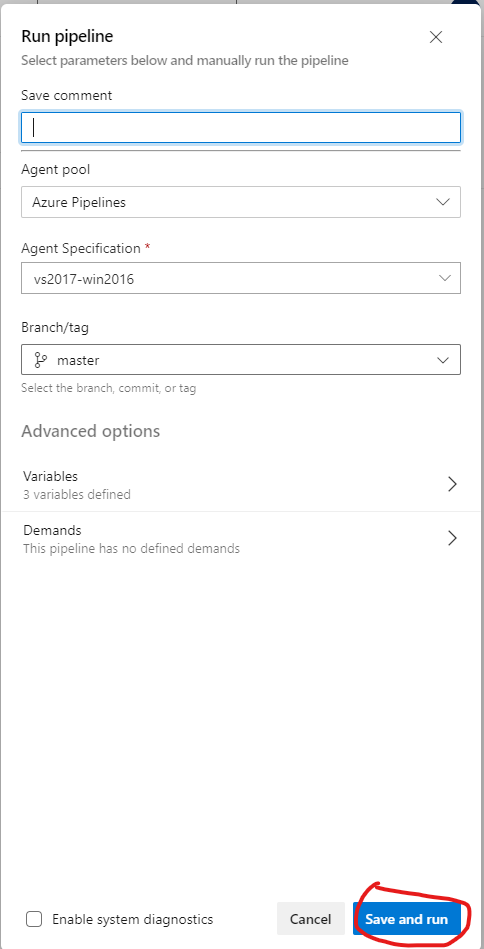 Run pipeline
Select parameters below and manually run the pipeline
Save comment
Agent pool
Azure Pipelines
Agent Specification *
vs2017-win2016
Branch/tag
master
Select the branch, commit, or tag
Advanced options
Variables
3 variables defined
Demands
This pipeline has no defined demands
Enable system diagnostics
Cancel
Save and run